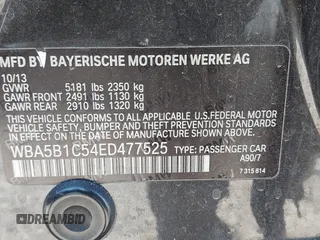 MFD BY BAYERISCHE MOTOREN WERKE AG
10/13
GVWR 5181 lbs 2350 kg
GAWR FRONT 2491 lbs 1130 kg
GAWR REAR 2910 lbs 1320 kg
THIS VEHICLE CONFORMS TO ALL APPLICABLE U.S.FEDERAL MOTOR
VEHICLE SAFETY, BUMPER, AND THEFT PREVENTION STANDARDS IN
EFFECT ON THE DATE OF MANUFACTURE SHOWN ABOVE.
WBA5B1C54ED477525 TYPE: PASSENGER CAR
A90/7
7 315 614
DREAMBID